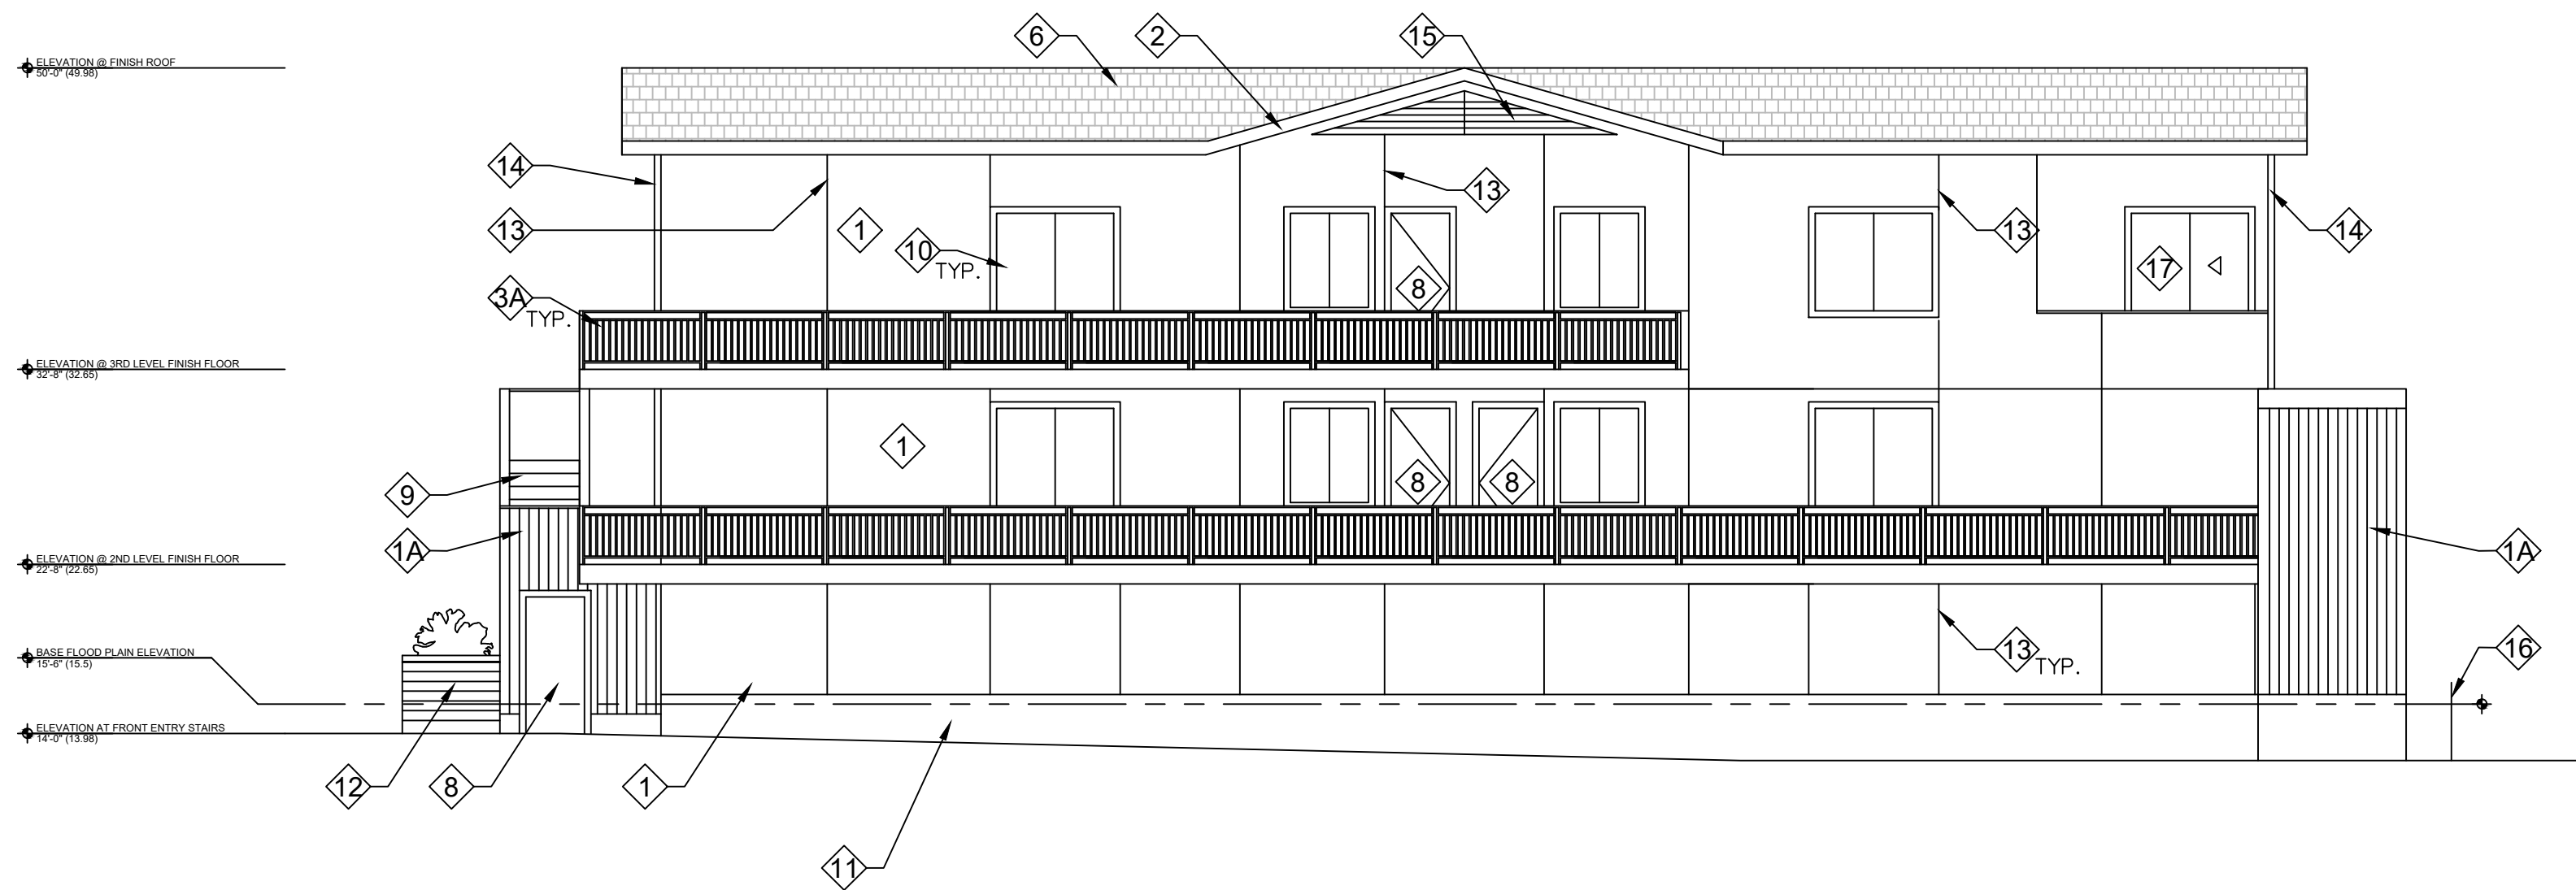 6
2
15
ELEVATION @ FINISH ROOF
50'-0" (49.98)
14
13
13
1
10
TYP.
8
13
14
17
3A
TYP.
ELEVATION @ 3RD LEVEL FINISH FLOOR
32'-8" (32.65)
1
9
8
8
1A
1A
ELEVATION @ 2ND LEVEL FINISH FLOOR
22'-8" (22.65)
BASE FLOOD PLAIN ELEVATION
15'-6" (15.5)
13
TYP.
16
ELEVATION AT FRONT ENTRY STAIRS
14'-0" (13.98)
12
8
1
11